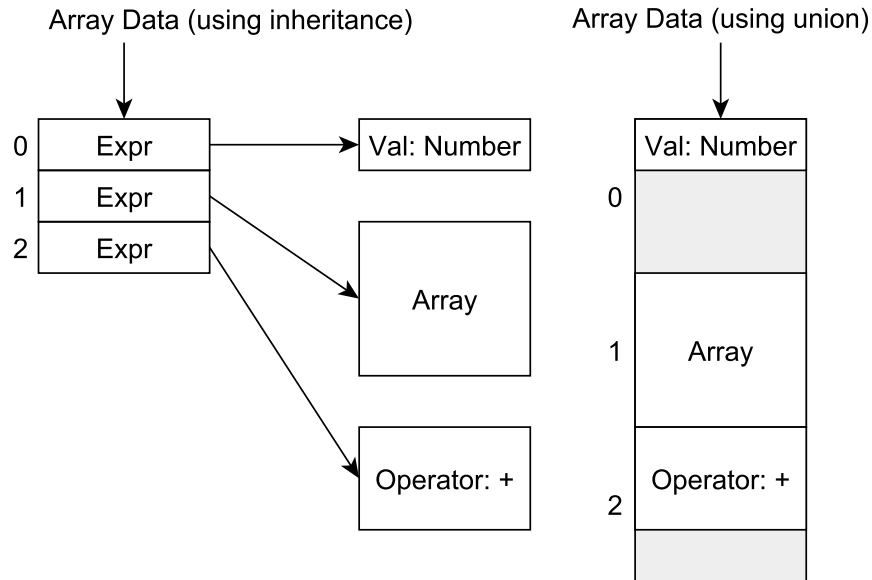 Array Data (using inheritance)
0 Expr
1 Expr
2 Expr
Val: Number
Array
Operator: +
Array Data (using union)
Val: Number
0
1 Array
Operator: +
2